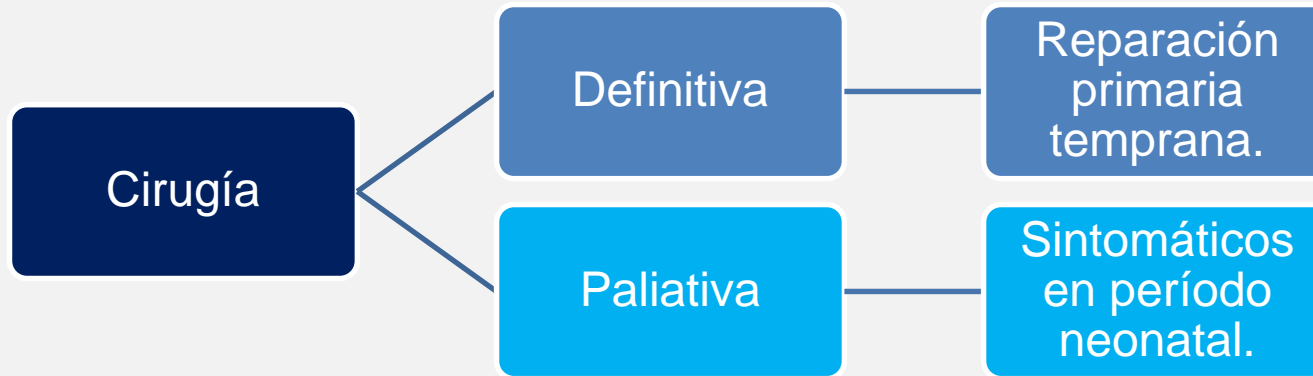 Cirugía
Definitiva
Reparación
primaria
temprana.
Paliativa
Sintomáticos
en período
neonatal.